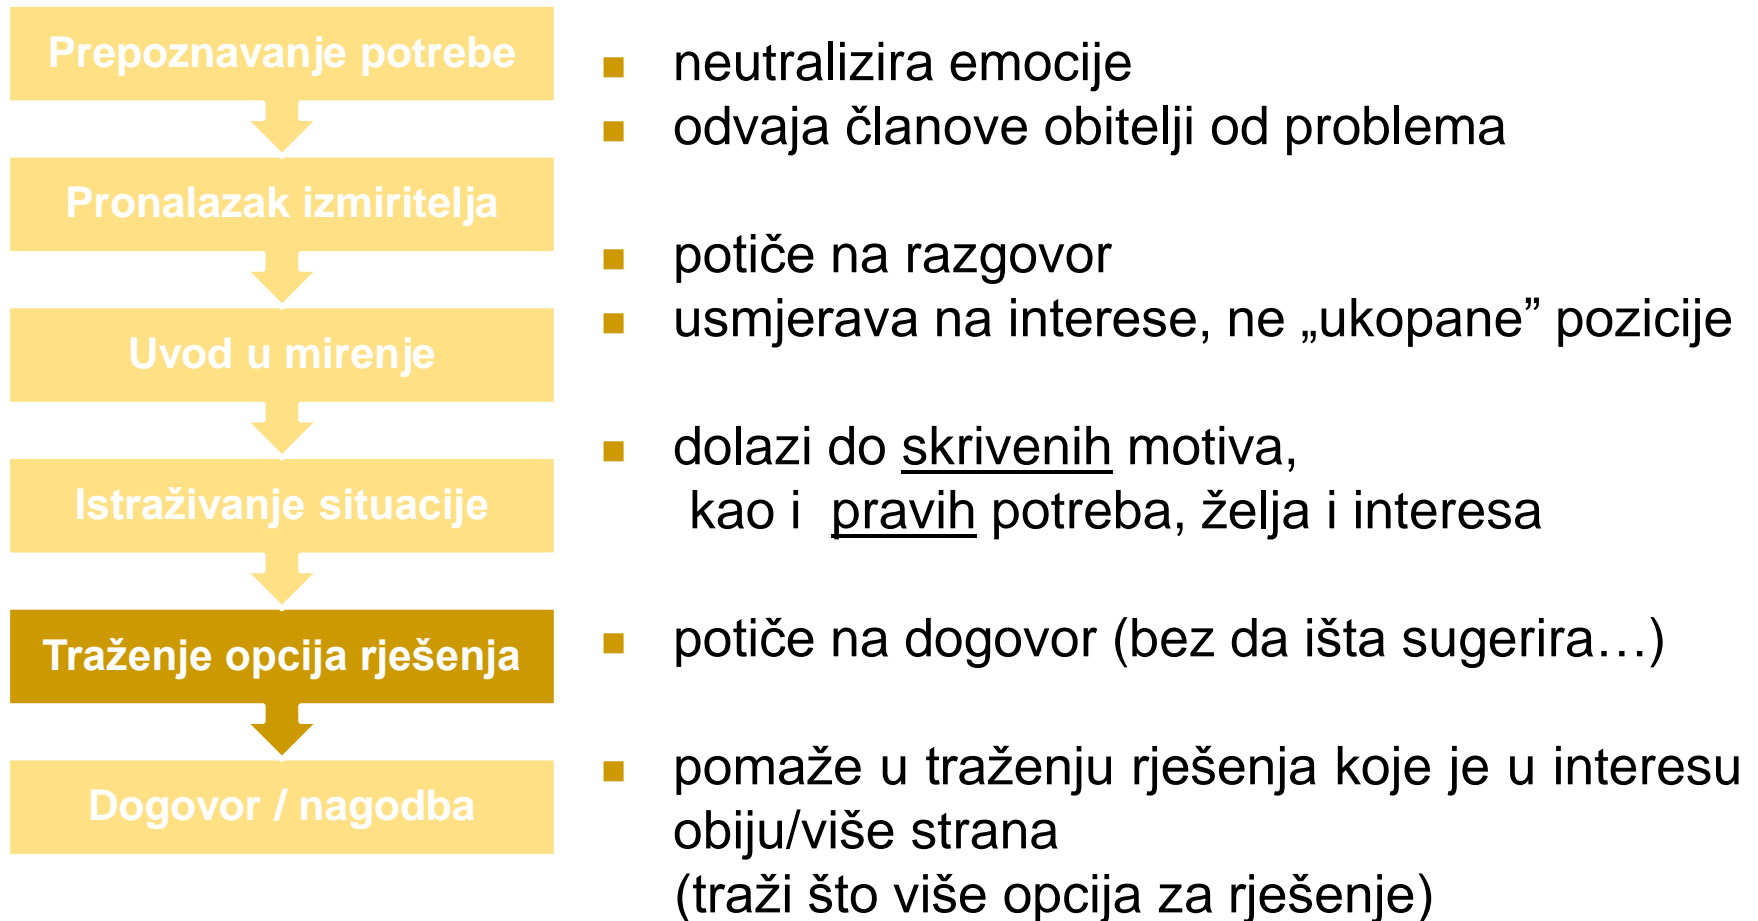 Prepoznavanje potrebe
Pronalazak izmiritelja
Uvod u mirenje
Istraživanje situacije
Traženje opcija rješenja
Dogovor / nagodba
neutralizira emocije
odvaja članove obitelji od problema
potiče na razgovor
usmjerava na interese, ne „ukopane” pozicije
dolazi do skrivenih motiva,
kao i pravih potreba, želja i interesa
potiče na dogovor (bez da išta sugerira…)
pomaže u traženju rješenja koje je u interesu
obiju/više strana
(traži što više opcija za rješenje)